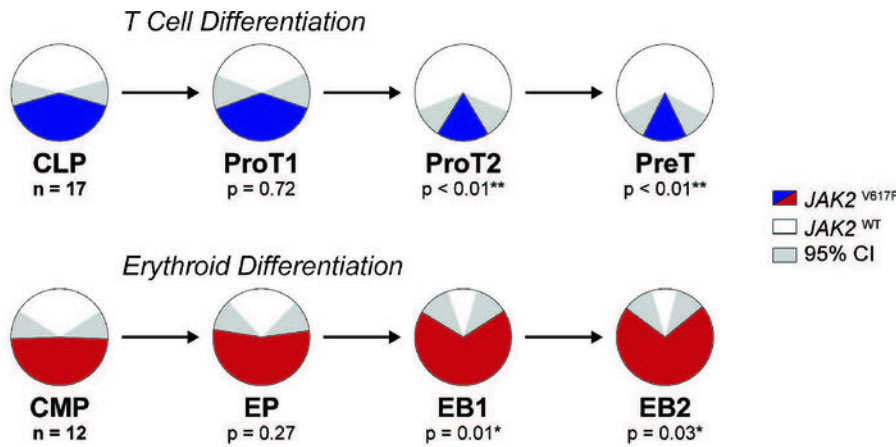 T Cell Differentiation
CLP
n = 17
ProT1
p = 0.72
ProT2
p < 0.01**
PreT
p < 0.01**
JAK2 V617F
JAK2 WT
95% CI
Erythroid Differentiation
CMP
n = 12
EP
p = 0.27
EB1
p = 0.01*
EB2
p = 0.03*